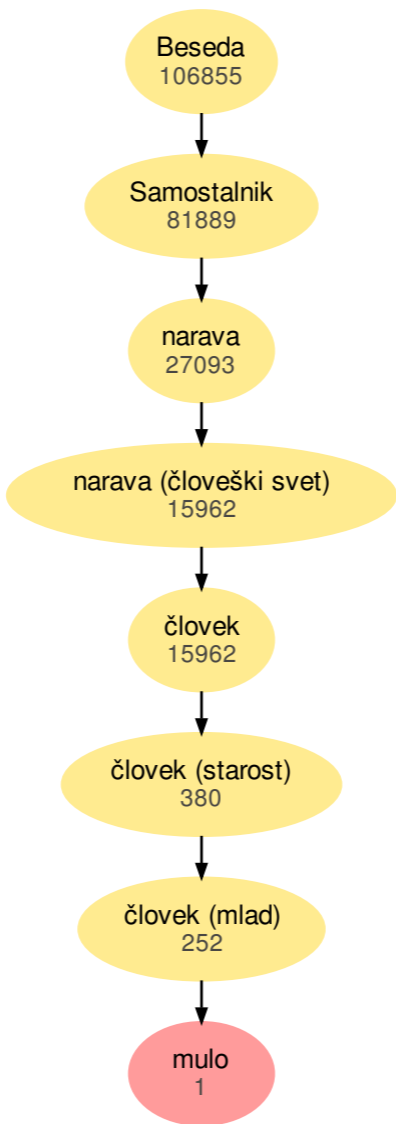 Beseda
106855
Samostalnik
81889
narava
27093
narava (človeški svet)
15962
človek
15962
človek (starost)
380
človek (mlad)
252
mulo
1